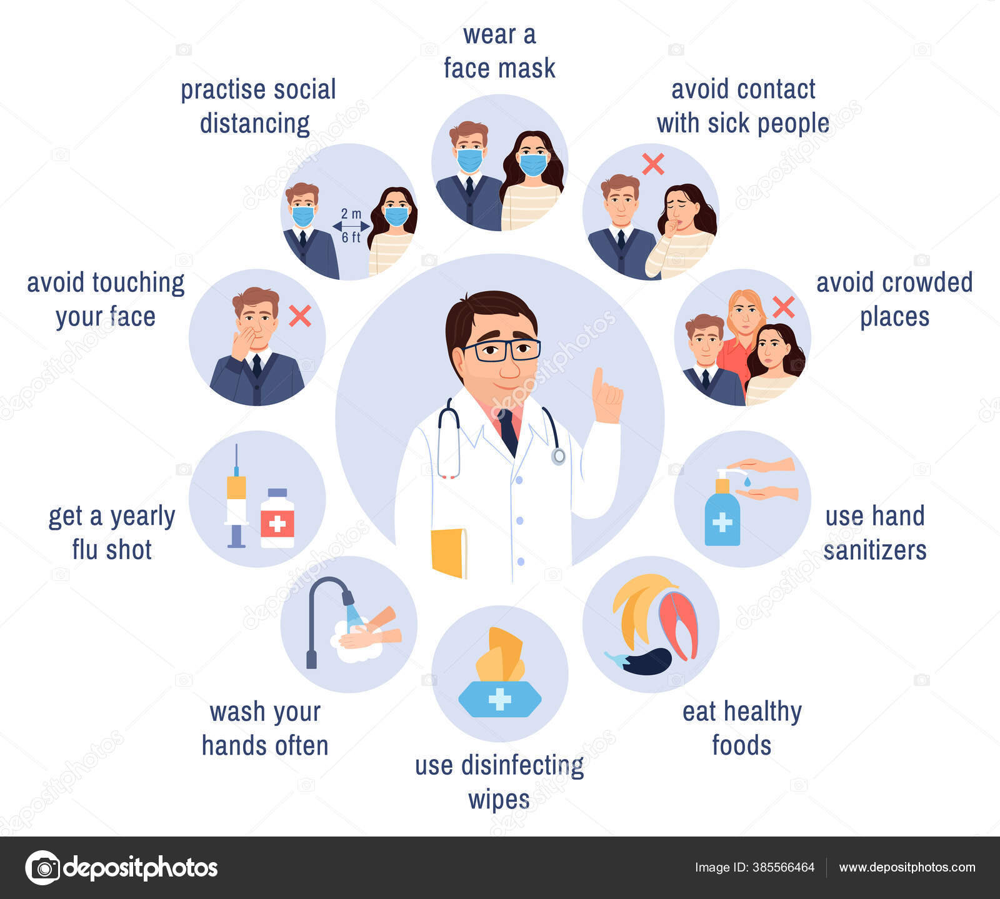 wear a
face mask
practise social
distancing
avoid contact
with sick people
2 m
6 ft
avoid touching
your face
avoid crowded
places
get a yearly
flu shot
use hand
sanitizers
wash your
hands often
eat healthy
foods
use disinfecting
wipes
depositphotos
Image ID: 385566464
www.depositphotos.com